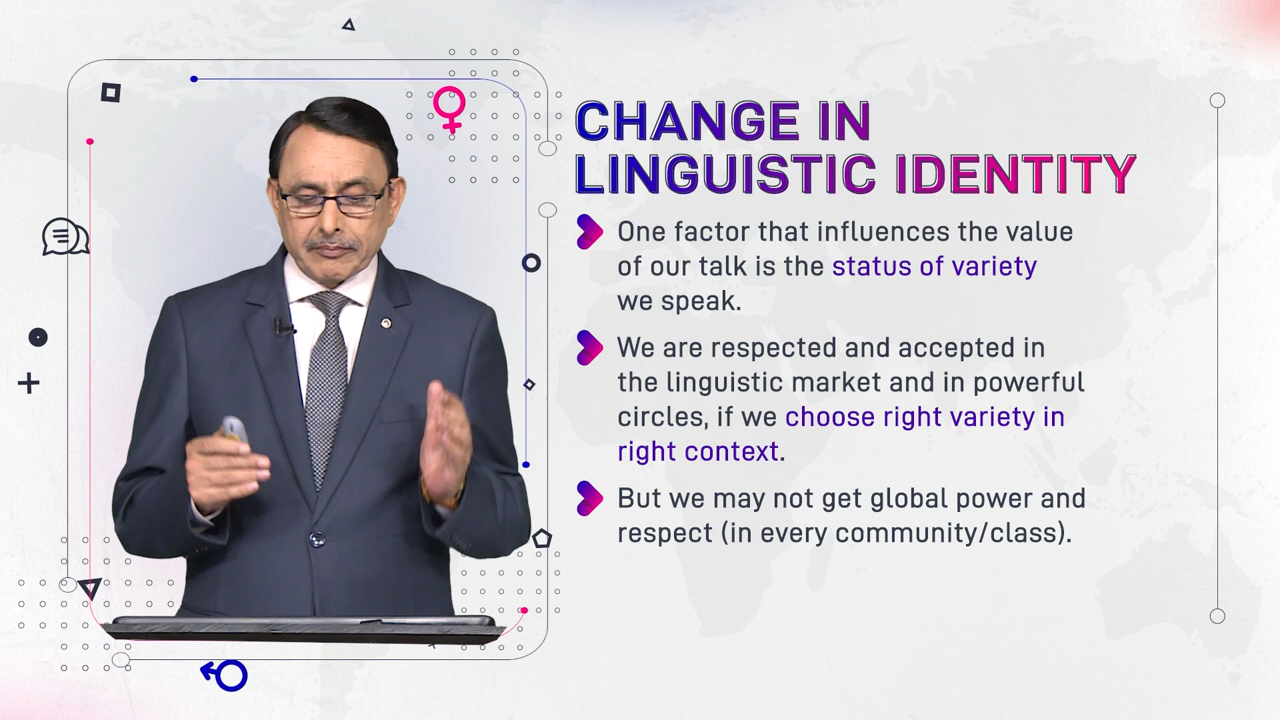 CHANGE IN
LINGUISTIC IDENTITY
One factor that influences the value
of our talk is the status of variety
we speak.
We are respected and accepted in
the linguistic market and in powerful
circles, if we choose right variety in
right context.
But we may not get global power and
respect (in every community/class).